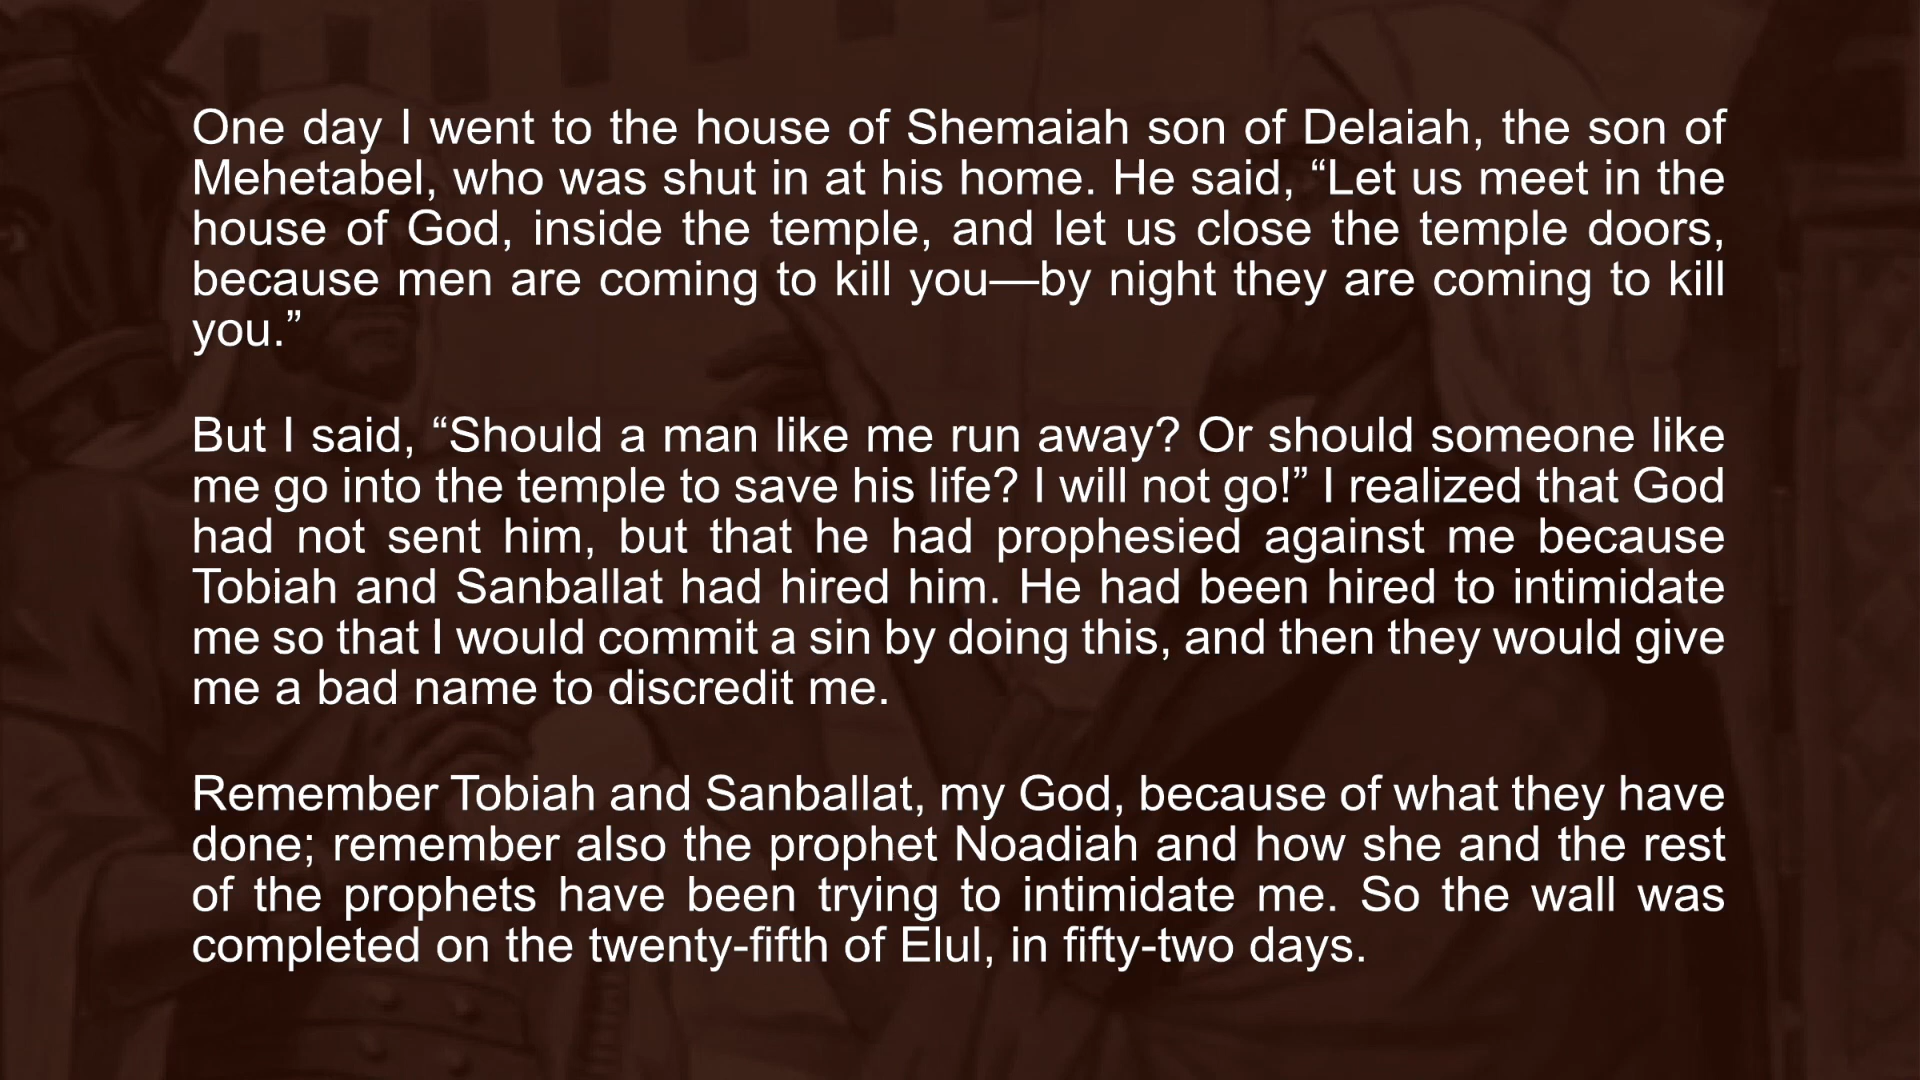 One day I went to the house of Shemaiah son of Delaiah, the son of
Mehetabel, who was shut in at his home. He said, “Let us meet in the
house of God, inside the temple, and let us close the temple doors,
because men are coming to kill you—by night they are coming to kill
you.”
But I said, “Should a man like me run away? Or should someone like
me go into the temple to save his life? I will not go!” I realized that God
had not sent him, but that he had prophesied against me because
Tobiah and Sanballat had hired him. He had been hired to intimidate
me so that I would commit a sin by doing this, and then they would give
me a bad name to discredit me.
Remember Tobiah and Sanballat, my God, because of what they have
done; remember also the prophet Noadiah and how she and the rest
of the prophets have been trying to intimidate me. So the wall was
completed on the twenty-fifth of Elul, in fifty-two days.